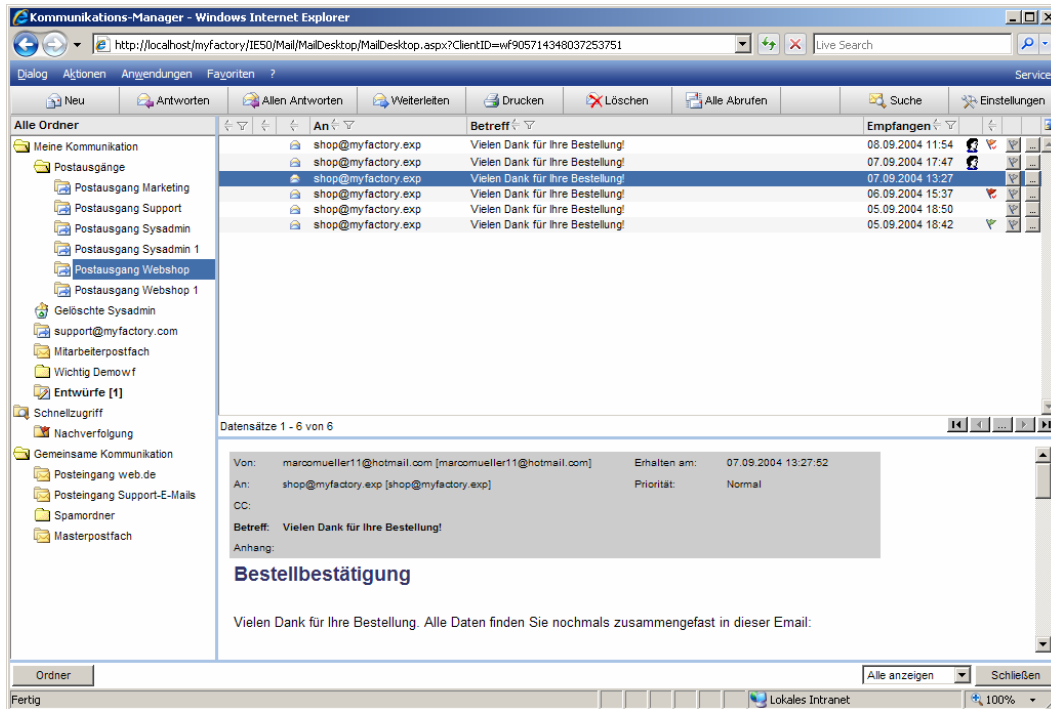 Kommunikations-Manager - Windows Internet Explorer
http://localhost/myfactory/IE50/Mail/MailDesktop/MailDesktop.aspx?ClientID=wf905714348037253751
Live Search
Dialog Aktionen Anwendungen Favoriten ? Service
Neu Antworten Allen Antworten Weiterleiten Drucken Löschen Alle Abrufen Suche Einstellungen
Alle Ordner
Meine Kommunikation
Postausgänge
Postausgang Marketing
Postausgang Support
Postausgang Sysadmin
Postausgang Sysadmin 1
Postausgang Webshop
Postausgang Webshop 1
Gelöschte Sysadmin
support@myfactory.com
Mitarbeiterpostfach
Wichtig Demowf
Entwürfe [1]
Schnellzugriff
Nachverfolgung
Gemeinsame Kommunikation
Posteingang web.de
Posteingang Support-E-Mails
Spamordner
Masterpostfach
An Betreff Empfangen
shop@myfactory.exp Vielen Dank für Ihre Bestellung! 08.09.2004 11:54 ...
shop@myfactory.exp Vielen Dank für Ihre Bestellung! 07.09.2004 17:47 ...
shop@myfactory.exp Vielen Dank für Ihre Bestellung! 07.09.2004 13:27 ...
shop@myfactory.exp Vielen Dank für Ihre Bestellung! 06.09.2004 15:37 ...
shop@myfactory.exp Vielen Dank für Ihre Bestellung! 05.09.2004 18:50 ...
shop@myfactory.exp Vielen Dank für Ihre Bestellung! 05.09.2004 18:42 ...
Datensätze 1 - 6 von 6 ...
Von: marcomueller11@hotmail.com [marcomueller11@hotmail.com] Erhalten am: 07.09.2004 13:27:52
An: shop@myfactory.exp [shop@myfactory.exp] Priorität: Normal
CC:
Betreff: Vielen Dank für Ihre Bestellung!
Anhang:
Bestellbestätigung
Vielen Dank für Ihre Bestellung. Alle Daten finden Sie nochmals zusammengefast in dieser Email:
Ordner Alle anzeigen Schließen
Fertig Lokales Intranet 100%